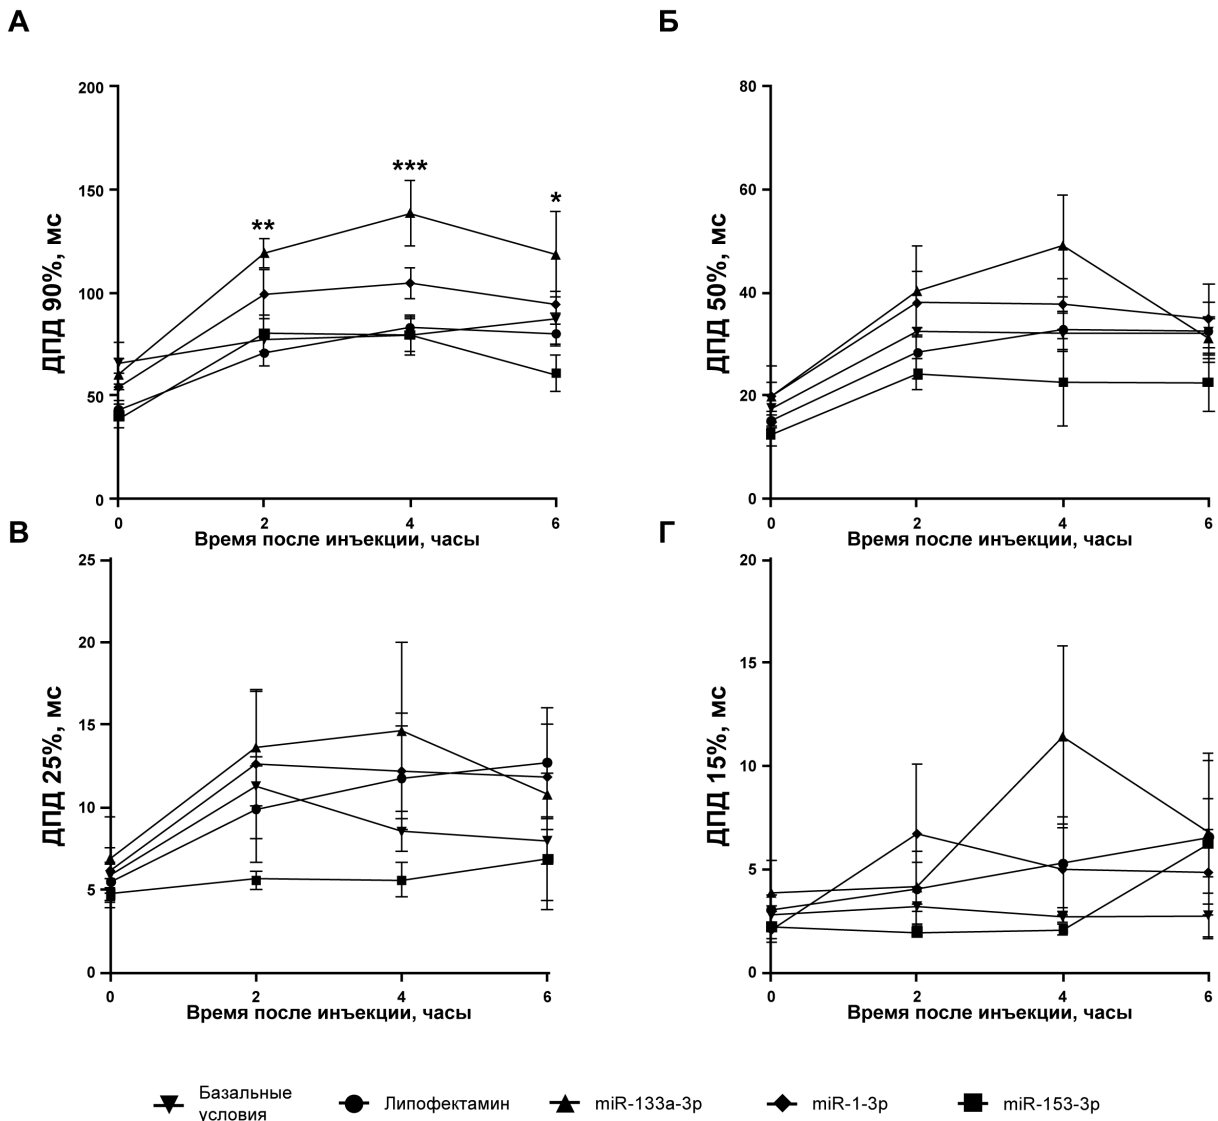 А
Б
200
150
100
50
0
ДПД 90%, мс
**
***
*
0
2
4
6
Время после инъекции, часы
80
60
40
20
0
ДПД 50%, мс
0
2
4
6
Время после инъекции, часы
В
Г
25
20
15
10
5
0
ДПД 25%, мс
0
2
4
6
Время после инъекции, часы
20
15
10
5
0
ДПД 15%, мс
0
2
4
6
Время после инъекции, часы
Базальные
условия
Липофектамин
miR-133a-3p
miR-1-3p
miR-153-3p